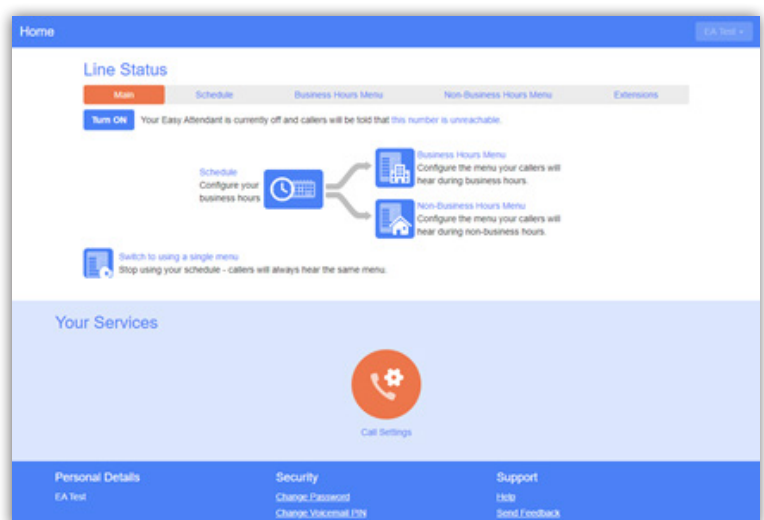 Home
EA Test
Line Status
Main Schedule Business Hours Menu Non-Business Hours Menu Extensions
Turn ON Your Easy Attendant is currently off and callers will be told that this number is unreachable.
Schedule
Configure your
business hours
Business Hours Menu
Configure the menu your callers will
hear during business hours.
Non-Business Hours Menu
Configure the menu your callers will
hear during non-business hours.
Switch to using a single menu
Stop using your schedule - callers will always hear the same menu.
Your Services
Call Settings
Personal Details
EA Test
Security
Change Password
Change Voicemail PIN
Support
Help
Send Feedback